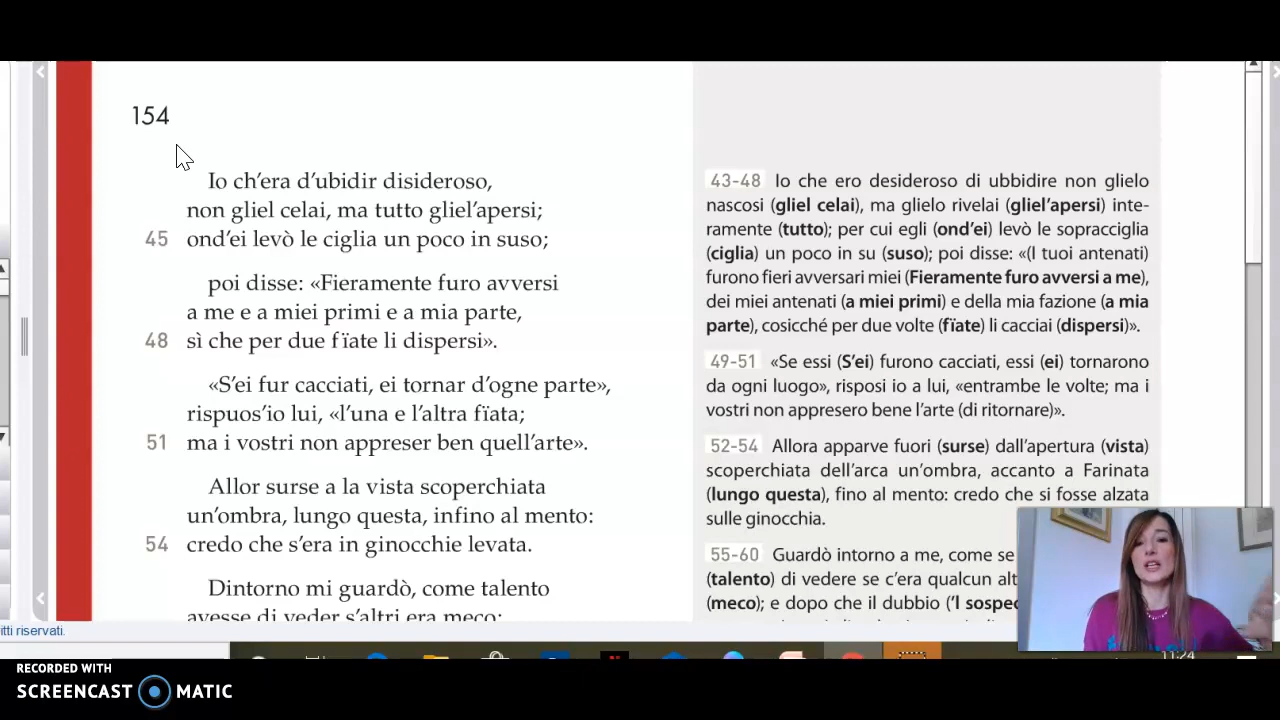 154
Io ch'era d'ubidir disideroso,
non gliel celai, ma tutto gliel'apersi;
45 ond'ei levò le ciglia un poco in suso;
poi disse: «Fieramente furo avversi
a me e a miei primi e a mia parte,
48 sì che per due fïate li dispersi».
«S'ei fur cacciati, ei tornar d'ogne parte»,
rispuos'io lui, «l'una e l'altra fïata;
51 ma i vostri non appreser ben quell'arte».
Allor surse a la vista scoperchiata
un'ombra, lungo questa, infino al mento:
54 credo che s'era in ginocchie levata.
Dintorno mi guardò, come talento
avesse di veder s'altri era meco;
43-48 Io che ero desideroso di ubbidire non glielo
nascosi (gliel celai), ma glielo rivelai (gliel'apersi) inte-
ramente (tutto); per cui egli (ond'ei) levò le sopracciglia
(ciglia) un poco in su (suso); poi disse: «(I tuoi antenati)
furono fieri avversari miei (Fieramente furo avversi a me),
dei miei antenati (a miei primi) e della mia fazione (a mia
parte), cosicché per due volte (fïate) li cacciai (dispersi)».
49-51 «Se essi (S'ei) furono cacciati, essi (ei) tornarono
da ogni luogo», risposi io a lui, «entrambe le volte; ma i
vostri non appresero bene l'arte (di ritornare)».
52-54 Allora apparve fuori (surse) dall'apertura (vista)
scoperchiata dell'arca un'ombra, accanto a Farinata
(lungo questa), fino al mento: credo che si fosse alzata
sulle ginocchia.
55-60 Guardò intorno a me, come se
(talento) di vedere se c'era qualcun alt
(meco); e dopo che il dubbio ('l sospec
itti riservati.
11:24
RECORDED WITH
SCREENCAST MATIC